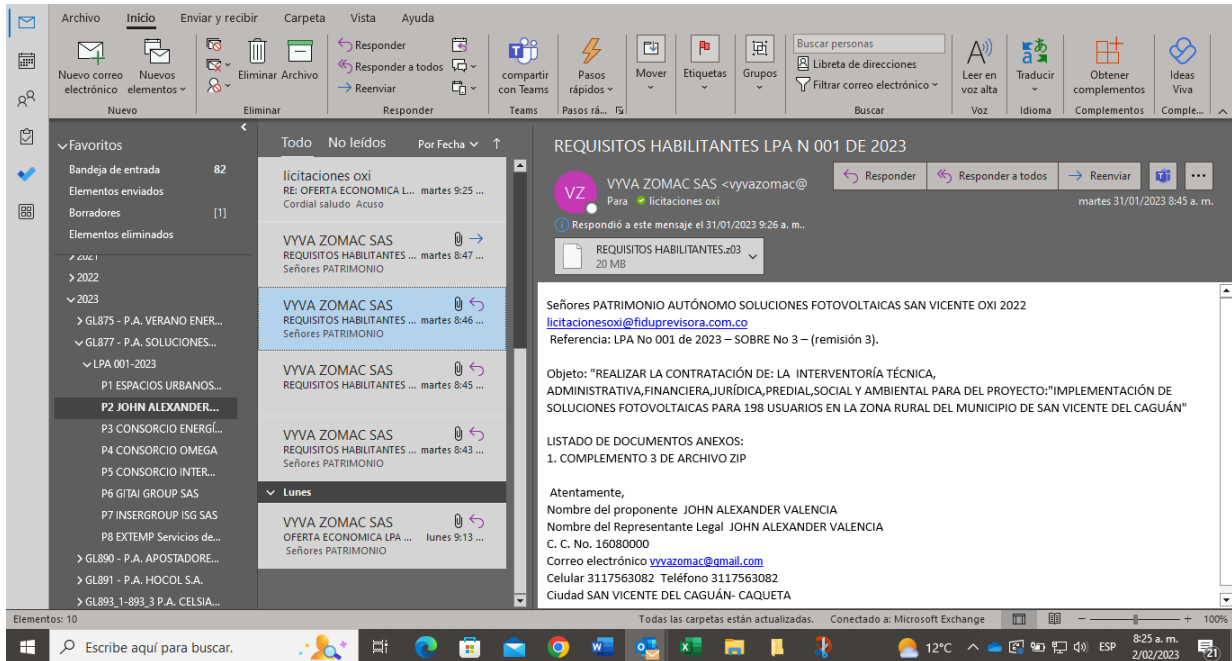 Archivo Inicio Enviar y recibir Carpeta Vista Ayuda
Nuevo correo electrónico
Nuevos elementos
Nuevo
Eliminar Archivo
Eliminar
Responder
Responder a todos
Reenviar
Responder
compartir con Teams
Teams
Pasos rápidos
Pasos rá...
Mover
Etiquetas
Grupos
Buscar personas
Libreta de direcciones
Filtrar correo electrónico
Buscar
Leer en voz alta
Voz
Traducir
Idioma
Obtener complementos
Complementos
Ideas Viva
Comple...
Favoritos
Bandeja de entrada 82
Elementos enviados
Borradores [1]
Elementos eliminados
2021
2022
2023
GL875 - P.A. VERANO ENER...
GL877 - P.A. SOLUCIONES...
LPA 001-2023
P1 ESPACIOS URBANOS...
P2 JOHN ALEXANDER...
P3 CONSORCIO ENERGÍ...
P4 CONSORCIO OMEGA
P5 CONSORCIO INTER...
P6 GITAI GROUP SAS
P7 INSERGROUP ISG SAS
P8 EXTEMP Servicios de...
GL890 - P.A. APOSTADORE...
GL891 - P.A. HOCOL S.A.
GL893_1-893_3 P.A. CELSIA...
Todo No leídos Por Fecha
licitaciones oxi
RE: OFERTA ECONOMICA L... martes 9:25 ...
Cordial saludo Acuso
VYVA ZOMAC SAS
REQUISITOS HABILITANTES ... martes 8:47 ...
Señores PATRIMONIO
VYVA ZOMAC SAS
REQUISITOS HABILITANTES ... martes 8:46 ...
Señores PATRIMONIO
VYVA ZOMAC SAS
REQUISITOS HABILITANTES ... martes 8:45 ...
VYVA ZOMAC SAS
REQUISITOS HABILITANTES ... martes 8:43 ...
Señores PATRIMONIO
Lunes
VYVA ZOMAC SAS
OFERTA ECONOMICA LPA ... lunes 9:13 ...
Señores PATRIMONIO
REQUISITOS HABILITANTES LPA N 001 DE 2023
VZ
VYVA ZOMAC SAS <vyvazomac@
Para licitaciones oxi
Responder Responder a todos Reenviar
martes 31/01/2023 8:45 a. m.
Respondió a este mensaje el 31/01/2023 9:26 a. m..
REQUISITOS HABILITANTES.z03
20 MB
Señores PATRIMONIO AUTÓNOMO SOLUCIONES FOTOVOLTAICAS SAN VICENTE OXI 2022
licitacionesoxi@fiduprevisora.com.co
Referencia: LPA No 001 de 2023 – SOBRE No 3 – (remisión 3).
Objeto: "REALIZAR LA CONTRATACIÓN DE: LA INTERVENTORÍA TÉCNICA,
ADMINISTRATIVA,FINANCIERA,JURÍDICA,PREDIAL,SOCIAL Y AMBIENTAL PARA DEL PROYECTO:"IMPLEMENTACIÓN DE
SOLUCIONES FOTOVOLTAICAS PARA 198 USUARIOS EN LA ZONA RURAL DEL MUNICIPIO DE SAN VICENTE DEL CAGUÁN"
LISTADO DE DOCUMENTOS ANEXOS:
1. COMPLEMENTO 3 DE ARCHIVO ZIP
Atentamente,
Nombre del proponente JOHN ALEXANDER VALENCIA
Nombre del Representante Legal JOHN ALEXANDER VALENCIA
C. C. No. 16080000
Correo electrónico vyvazomac@gmail.com
Celular 3117563082 Teléfono 3117563082
Ciudad SAN VICENTE DEL CAGUÁN- CAQUETA
Elementos: 10
Todas las carpetas están actualizadas. Conectado a: Microsoft Exchange 100%
Escribe aquí para buscar.
12°C
ESP
8:25 a. m.
2/02/2023
21